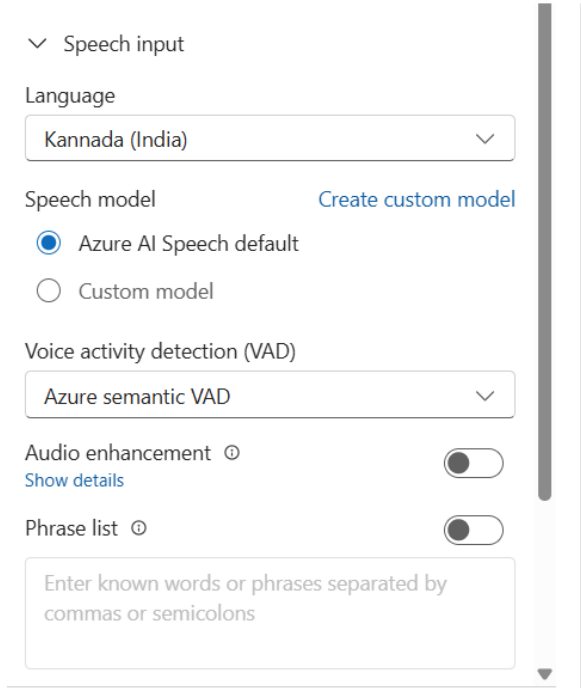 Speech input
Language
Kannada (India)
Speech model Create custom model
Azure AI Speech default
Custom model
Voice activity detection (VAD)
Azure semantic VAD
Audio enhancement
Show details
Phrase list
Enter known words or phrases separated by
commas or semicolons